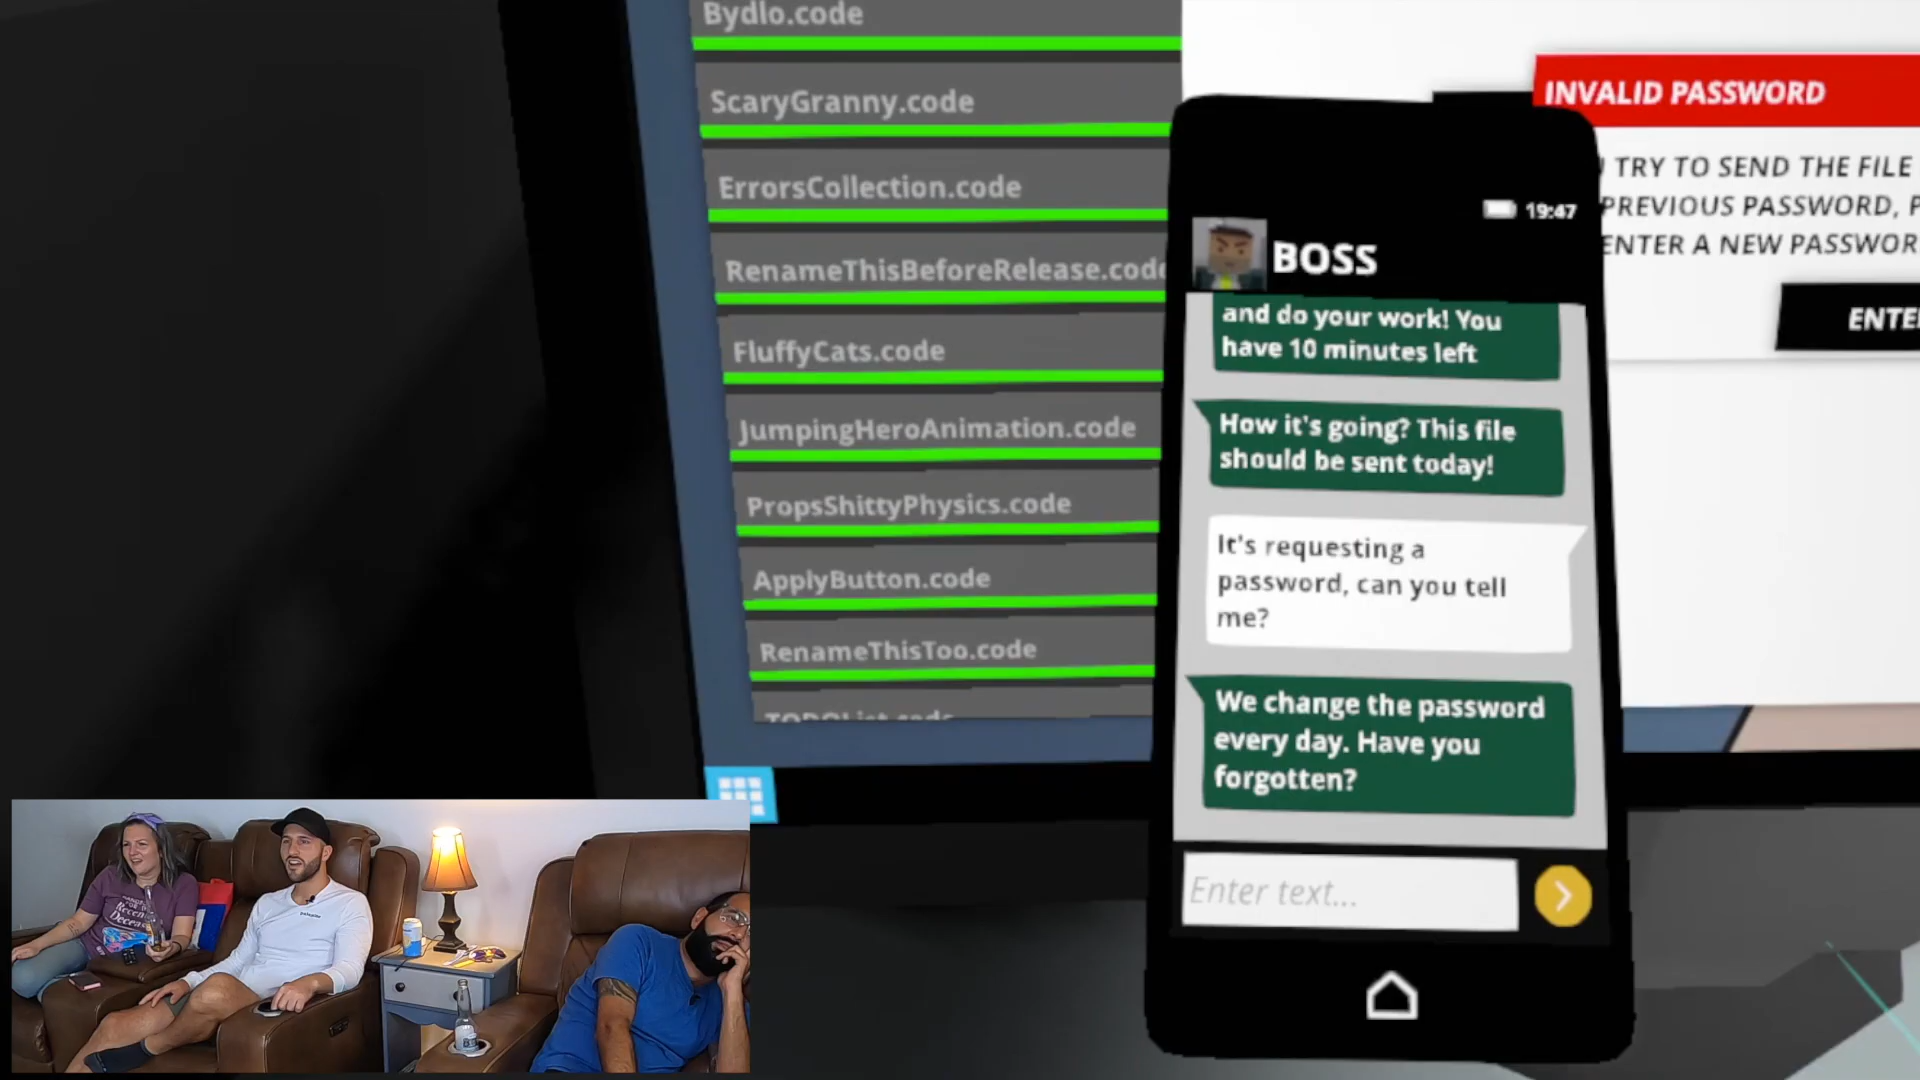 Bydlo.code
ScaryGranny.code
ErrorsCollection.code
RenameThisBeforeRelease.code
FluffyCats.code
JumpingHeroAnimation.code
PropsShittyPhysics.code
ApplyButton.code
RenameThisToo.code
TODOList.code
INVALID PASSWORD
TRY TO SEND THE FILE
PREVIOUS PASSWORD, P
ENTER A NEW PASSWOR
ENTE
19:47
BOSS
and do your work! You
have 10 minutes left
How it's going? This file
should be sent today!
It's requesting a
password, can you tell
me?
We change the password
every day. Have you
forgotten?
Enter text...